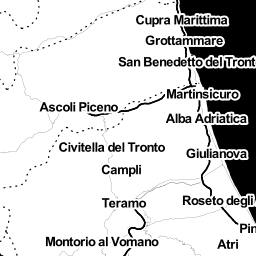 Cupra Marittima
Grottammare
San Benedetto del Tront
Martinsicuro
Ascoli Piceno
Alba Adriatica
Civitella del Tronto
Giulianova
Campli
Teramo
Roseto degli
Pin
Montorio al Vomano
Atri